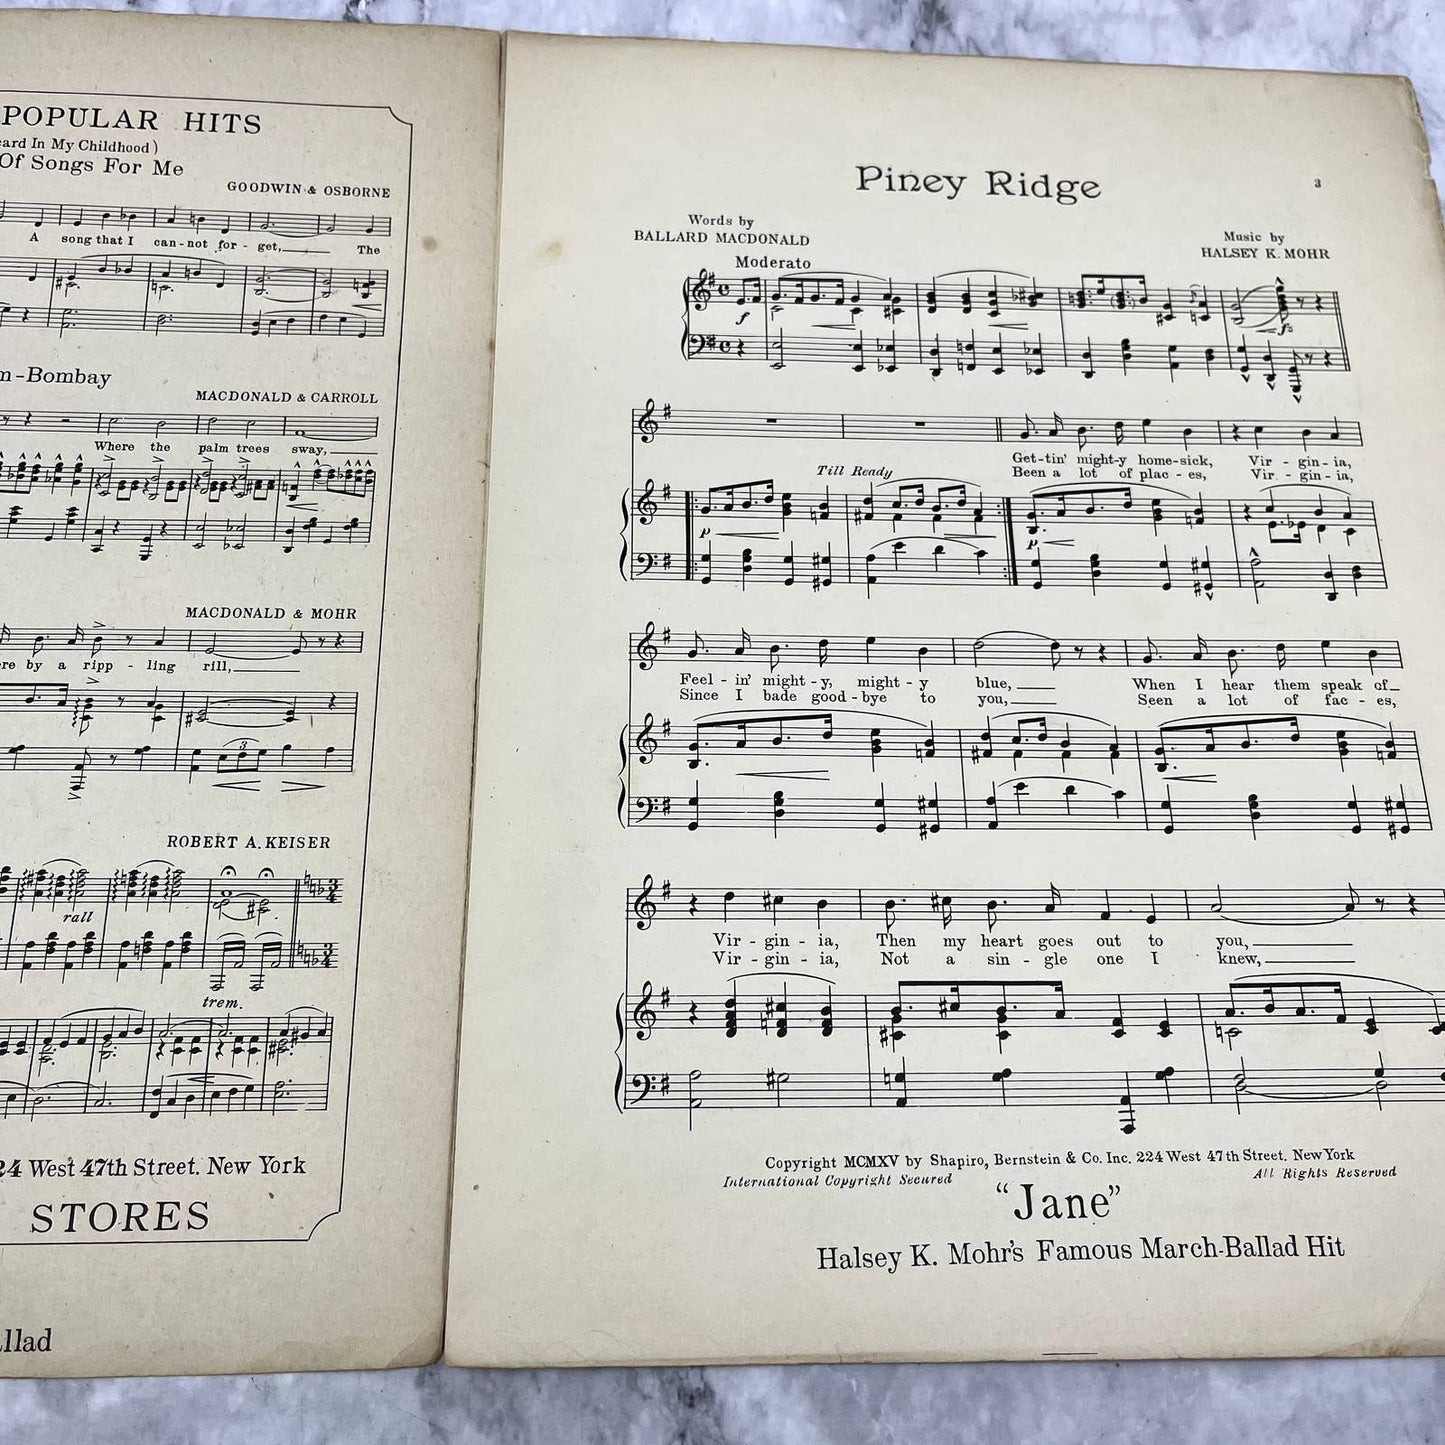 POPULAR HITS
In My Childhood)
Of Songs For Me
GOODWIN & OSBORNE
A song that I can-not for-get, The
Bombay
MACDONALD & CARROLL
Where the palm trees sway,
MACDONALD & MOHR
by a ripp-ling rill,
3
ROBERT A. KEISER
rall
3/4
3/4
trem.
24 West 47th Street. New York
STORES
Piney Ridge
3
Words by
BALLARD MACDONALD
Music by
HALSEY K. MOHR
Moderato
f
fz
Till Ready
Get-tin' might-y home-sick, Vir-gin-ia,
Been a lot of plac-es, Vir-gin-ia,
p
p
Feel-in' might-y, might-y blue, When I hear them speak of
Since I bade good-bye to you, Seen a lot of fac-es,
Vir-gin-ia, Then my heart goes out to you,
Vir-gin-ia, Not a sin-gle one I knew,
Copyright MCMXV by Shapiro, Bernstein & Co. Inc. 224 West 47th Street. New York
International Copyright Secured All Rights Reserved
"Jane"
Halsey K. Mohr's Famous March-Ballad Hit